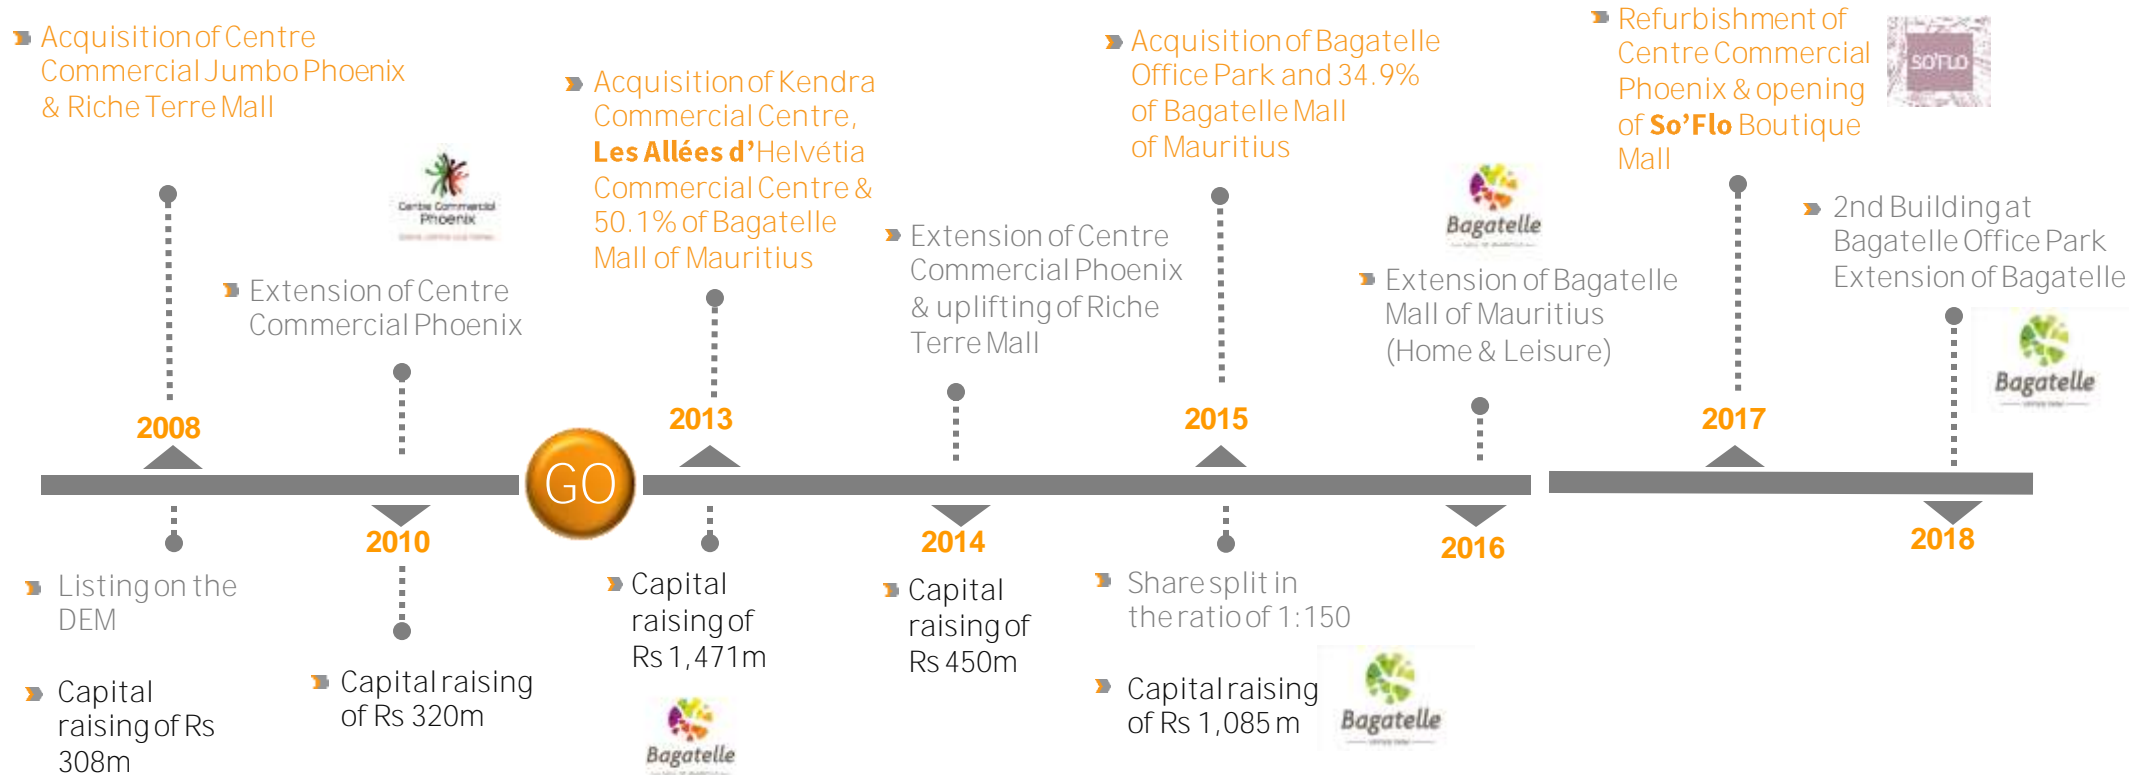 Acquisition of Centre
Commercial Jumbo Phoenix
& Riche Terre Mall
2008
Listing on the
DEM
Capital
raising of Rs
308m
Centre Commercial
Phoenix
Extension of Centre
Commercial Phoenix
2010
Capital raising
of Rs 320m
GO
Acquisition of Kendra
Commercial Centre,
Les Allées d'Helvétia
Commercial Centre &
50.1% of Bagatelle
Mall of Mauritius
2013
Capital
raising of
Rs 1,471m
Bagatelle
Extension of Centre
Commercial Phoenix
& uplifting of Riche
Terre Mall
2014
Capital
raising of
Rs 450m
Acquisition of Bagatelle
Office Park and 34.9%
of Bagatelle Mall
of Mauritius
2015
Share split in
the ratio of 1:150
Capital raising
of Rs 1,085 m
Bagatelle
Bagatelle
Extension of Bagatelle
Mall of Mauritius
(Home & Leisure)
2016
Refurbishment of
Centre Commercial
Phoenix & opening
of So'Flo Boutique
Mall
SO'FLO
2017
2nd Building at
Bagatelle Office Park
Extension of Bagatelle
Bagatelle
2018